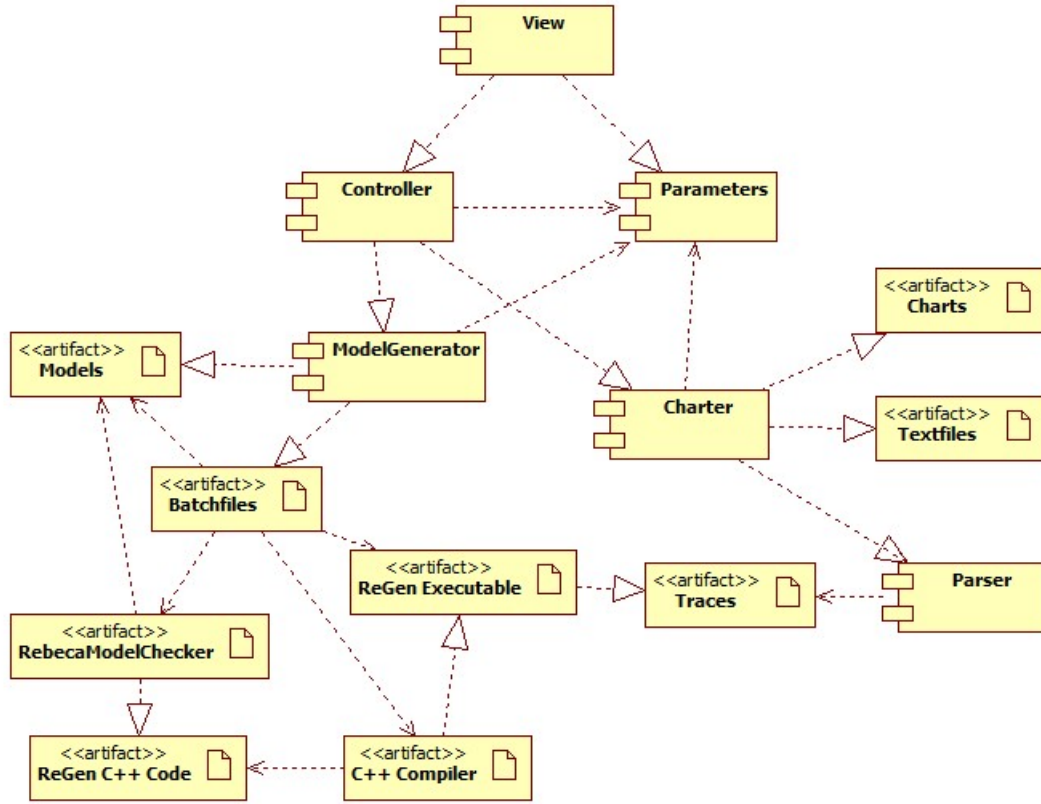 View
Controller
Parameters
<<artifact>>
Charts
<<artifact>>
Models
ModelGenerator
Charter
<<artifact>>
Textfiles
<<artifact>>
Batchfiles
<<artifact>>
ReGen Executable
<<artifact>>
Traces
Parser
<<artifact>>
RebecaModelChecker
<<artifact>>
ReGen C++ Code
<<artifact>>
C++ Compiler